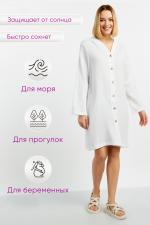 Защищает от солнца
Быстро сохнет
Для моря
Для прогулок
Для беременных